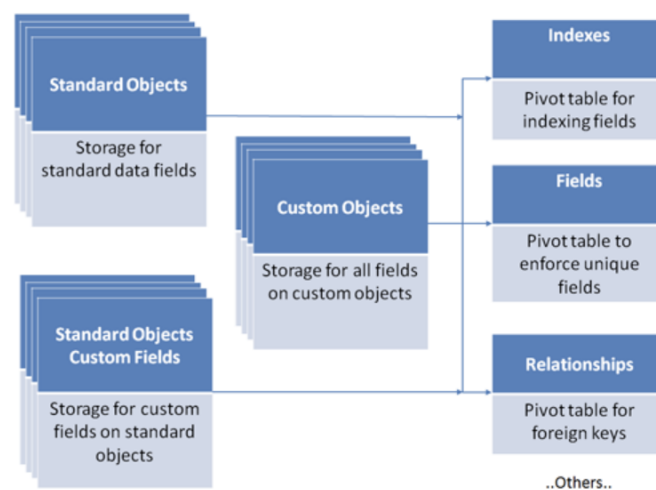 Standard Objects
Storage for
standard data fields
Custom Objects
Storage for all fields
on custom objects
Standard Objects
Custom Fields
Storage for custom
fields on standard
objects
Indexes
Pivot table for
indexing fields
Fields
Pivot table to
enforce unique
fields
Relationships
Pivot table for
foreign keys
..Others..